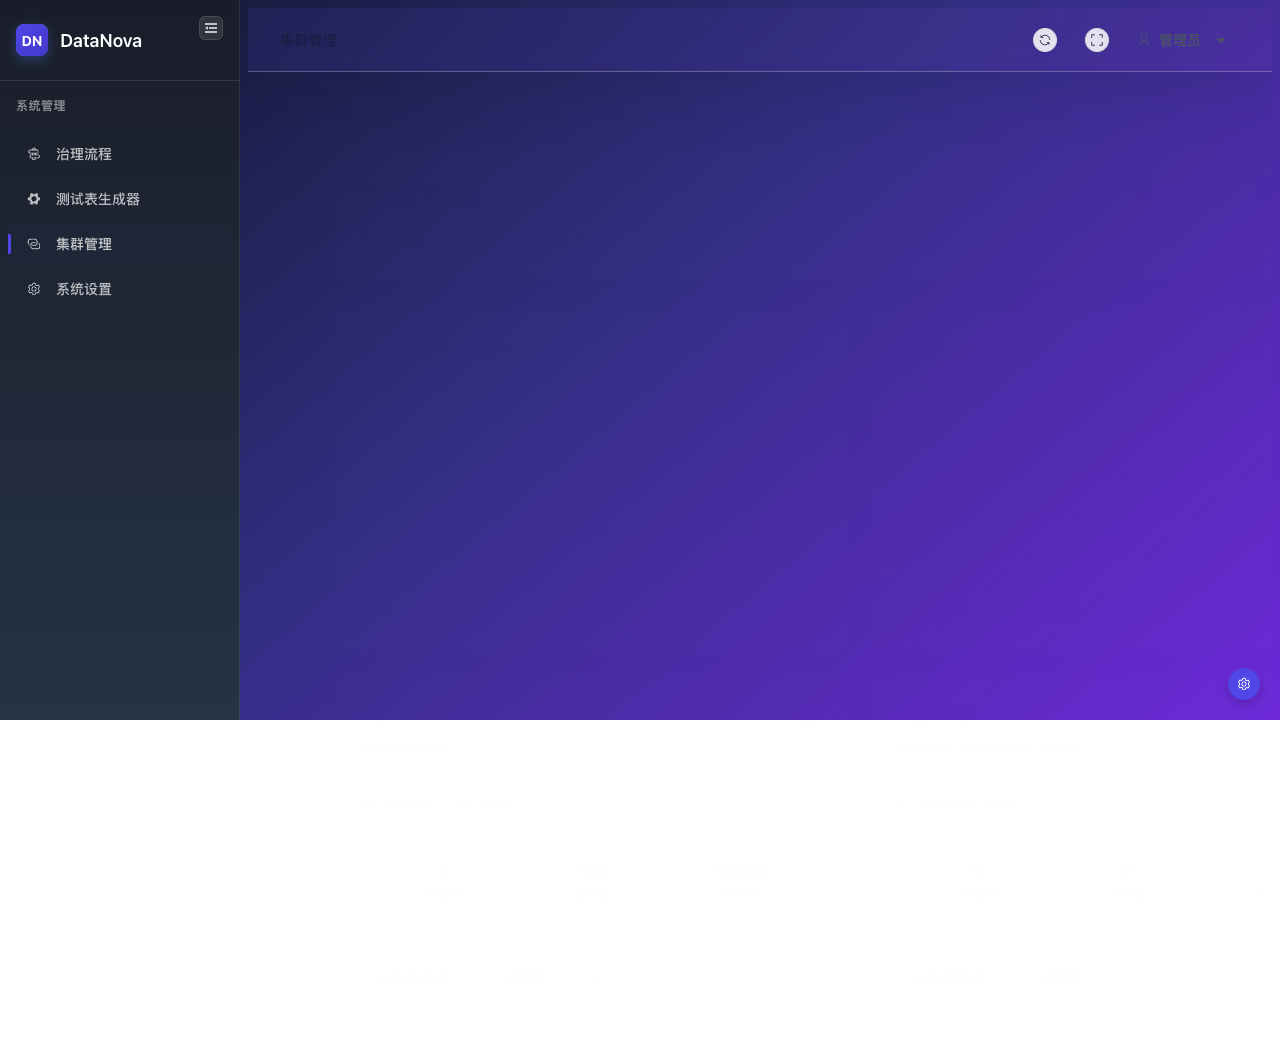 DN DataNova
系统管理
治理流程
测试表生成器
集群管理
系统设置
集群管理
管理员